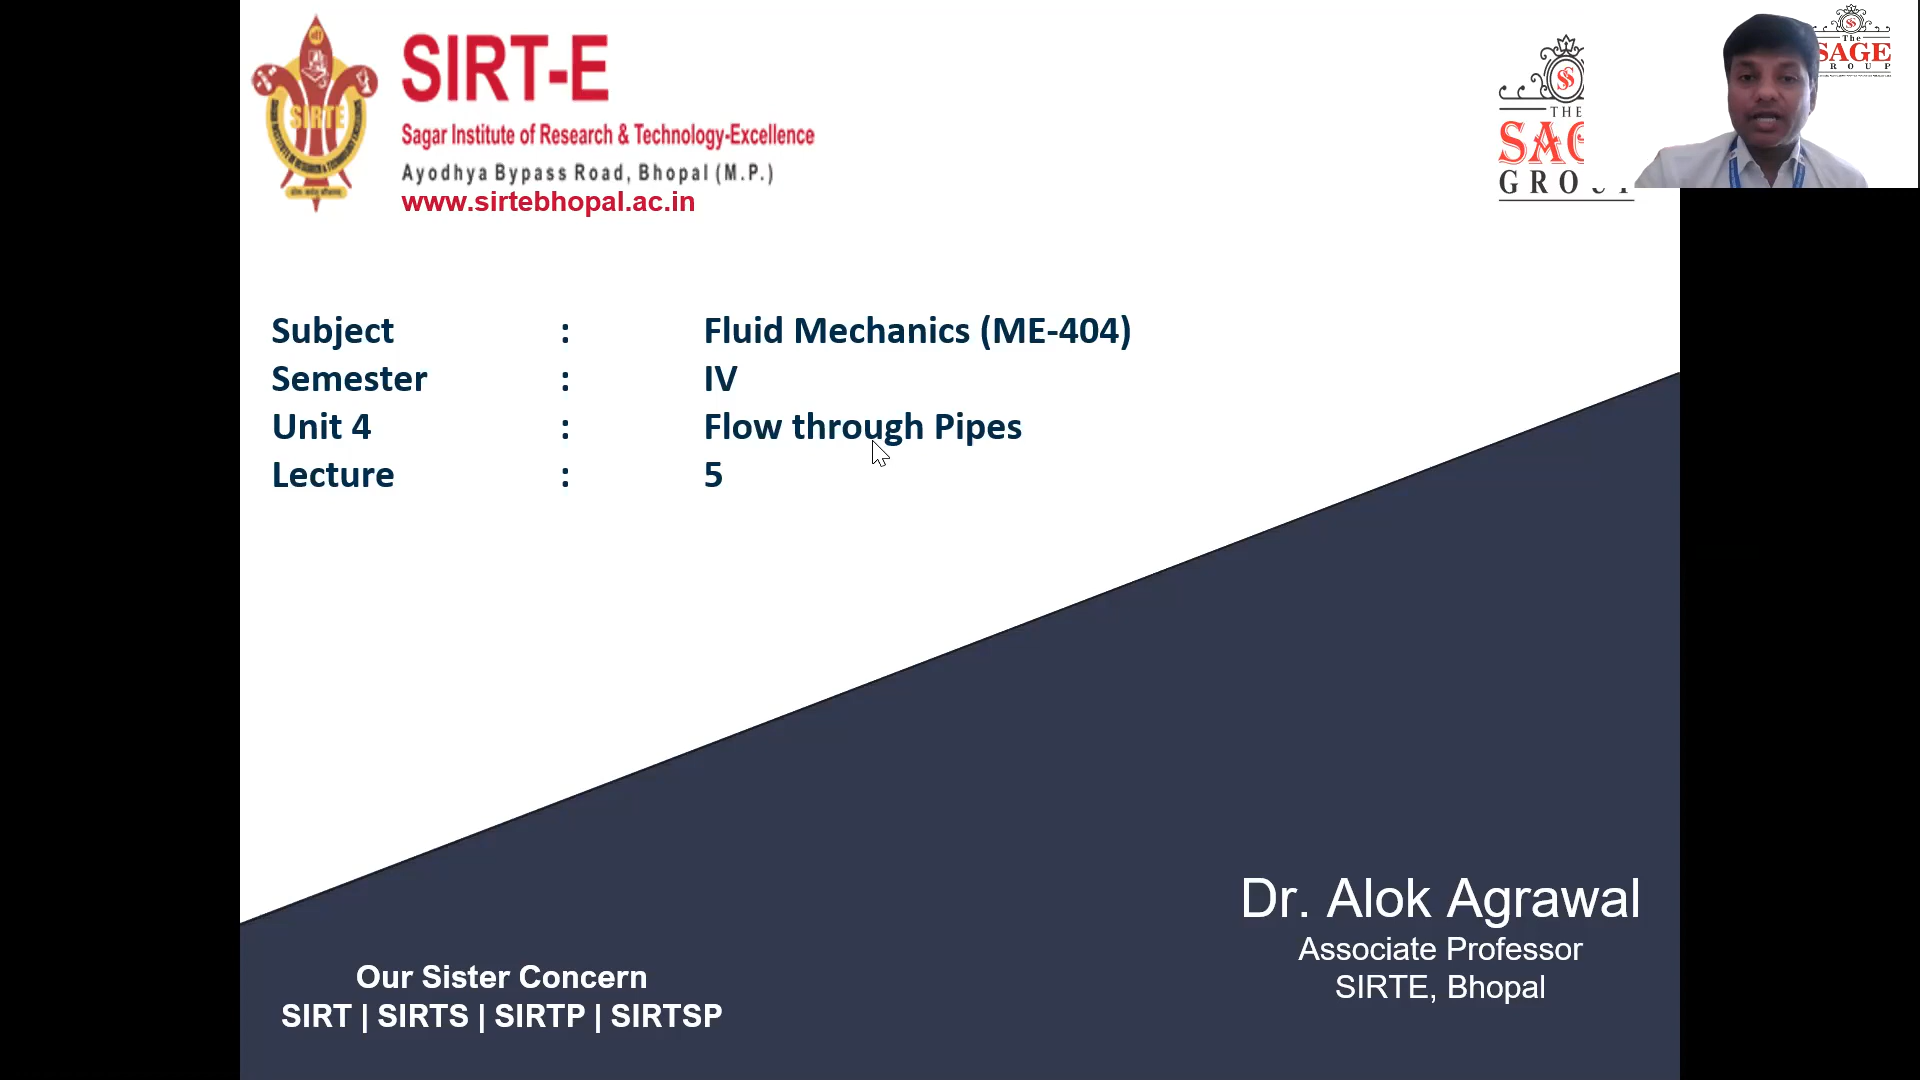 SIRTE
SIRT-E
Sagar Institute of Research & Technology-Excellence
Ayodhya Bypass Road, Bhopal (M.P.)
www.sirtebhopal.ac.in
THE
GROUP
The
SAGE
Subject : Fluid Mechanics (ME-404)
Semester : IV
Unit 4 : Flow through Pipes
Lecture : 5
Dr. Alok Agrawal
Associate Professor
SIRTE, Bhopal
Our Sister Concern
SIRT | SIRTS | SIRTP | SIRTSP